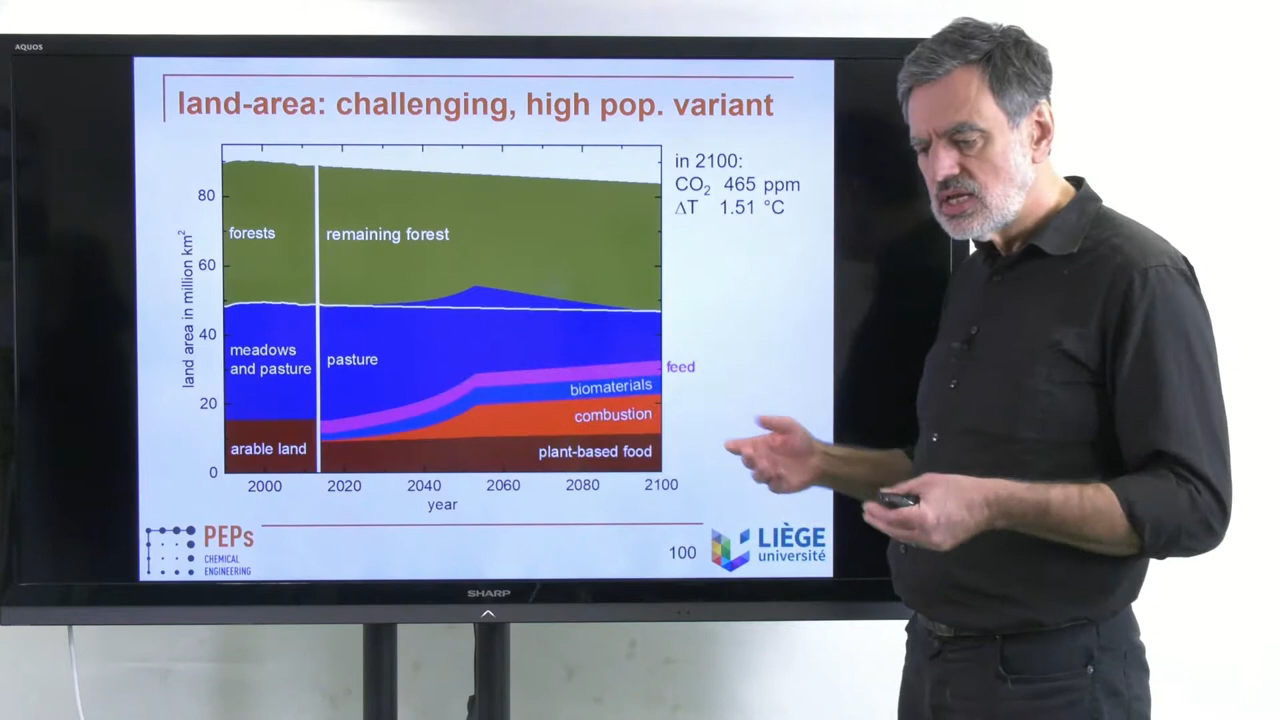 AQUOS
land-area: challenging, high pop. variant
in 2100:
CO2 465 ppm
ΔT 1.51 °C
land area in million km2
80
60
40
20
0
forests
remaining forest
meadows
and pasture
pasture
arable land
feed
biomaterials
combustion
plant-based food
2000
2020
2040
2060
2080
2100
year
PEPs
CHEMICAL
ENGINEERING
100
LIÈGE
université
SHARP